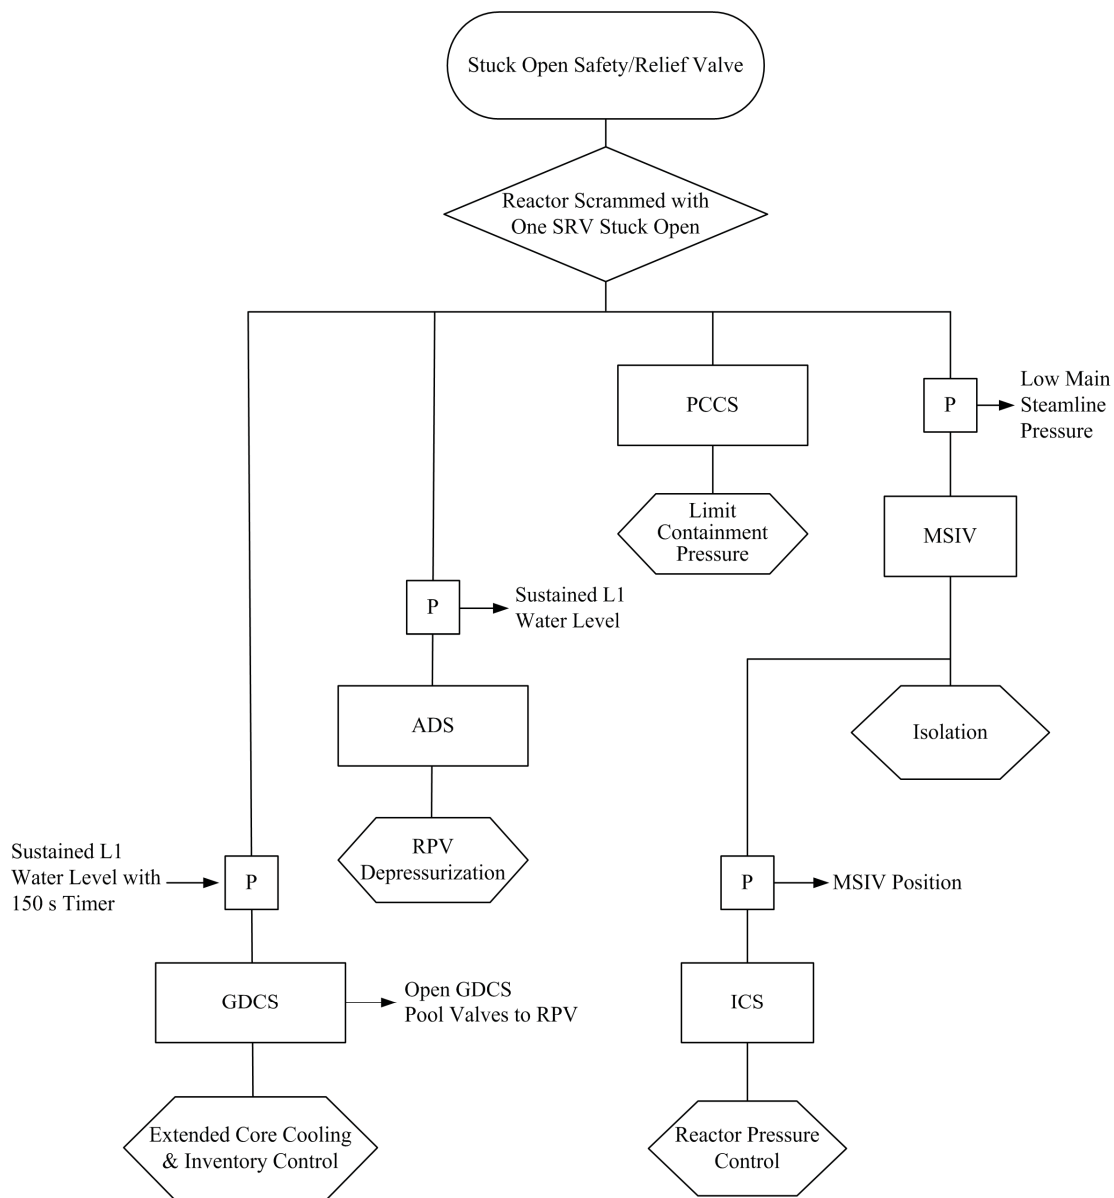 Stuck Open Safety/Relief Valve
Reactor Scrammed with
One SRV Stuck Open
PCCS
P
Low Main
Steamline
Pressure
Limit
Containment
Pressure
MSIV
P
Sustained L1
Water Level
ADS
Isolation
RPV
Depressurization
Sustained L1
Water Level with
150 s Timer
P
P
MSIV Position
GDCS
Open GDCS
Pool Valves to RPV
ICS
Extended Core Cooling
& Inventory Control
Reactor Pressure
Control